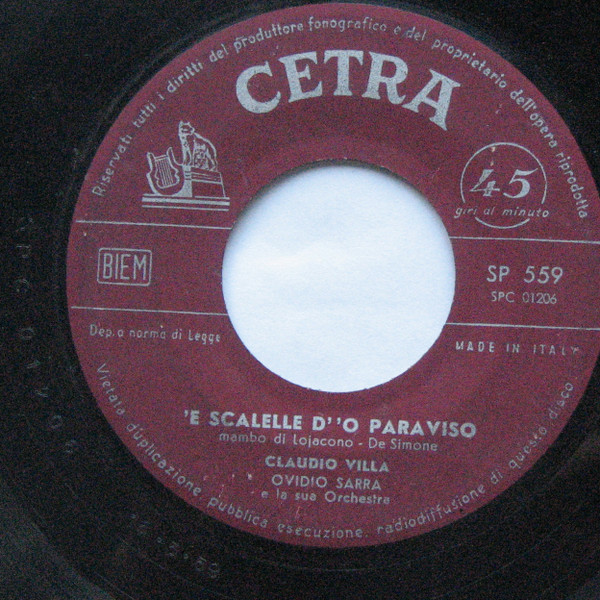 Riservati tutti i diritti del produttore fonografico e del proprietario dell'opera riprodotta
CETRA
45
giri al minuto
BIEM
SP 559
SPC 01206
Dep. a norma di Legge
MADE IN ITALY
'E SCALELLE D''O PARAVISO
mambo di Lojacono - De Simone
CLAUDIO VILLA
OVIDIO SARRA
e la sua Orchestra
Vietata duplicazione, pubblica esecuzione, radiodiffusione di questo disco.